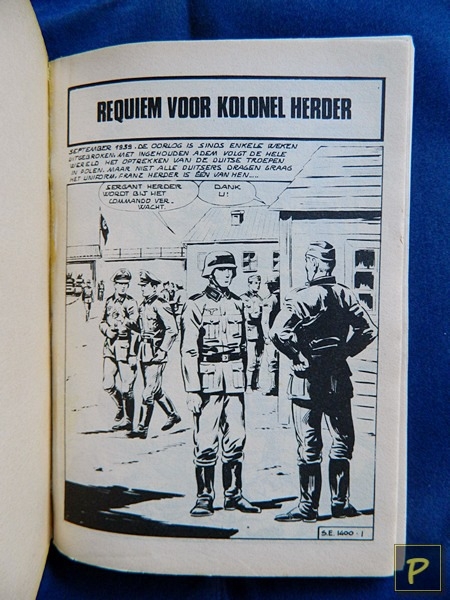 REQUIEM VOOR KOLONEL HERDER
SEPTEMBER 1939. DE OORLOG IS SINDS ENKELE WEKEN
UITGEBROKEN. MET INGEHOUDEN ADEM VOLGT DE HELE
WERELD HET OPTREKKEN VAN DE DUITSE TROEPEN
IN POLEN. MAAR NIET ALLE DUITSERS DRAGEN GRAAG
HET UNIFORM. FRANZ HERDER IS ÉÉN VAN HEN....
SERGANT HERDER
WORDT BIJ HET
COMMANDO VER-
WACHT.
DANK
U!
S.E. 1400-1
P